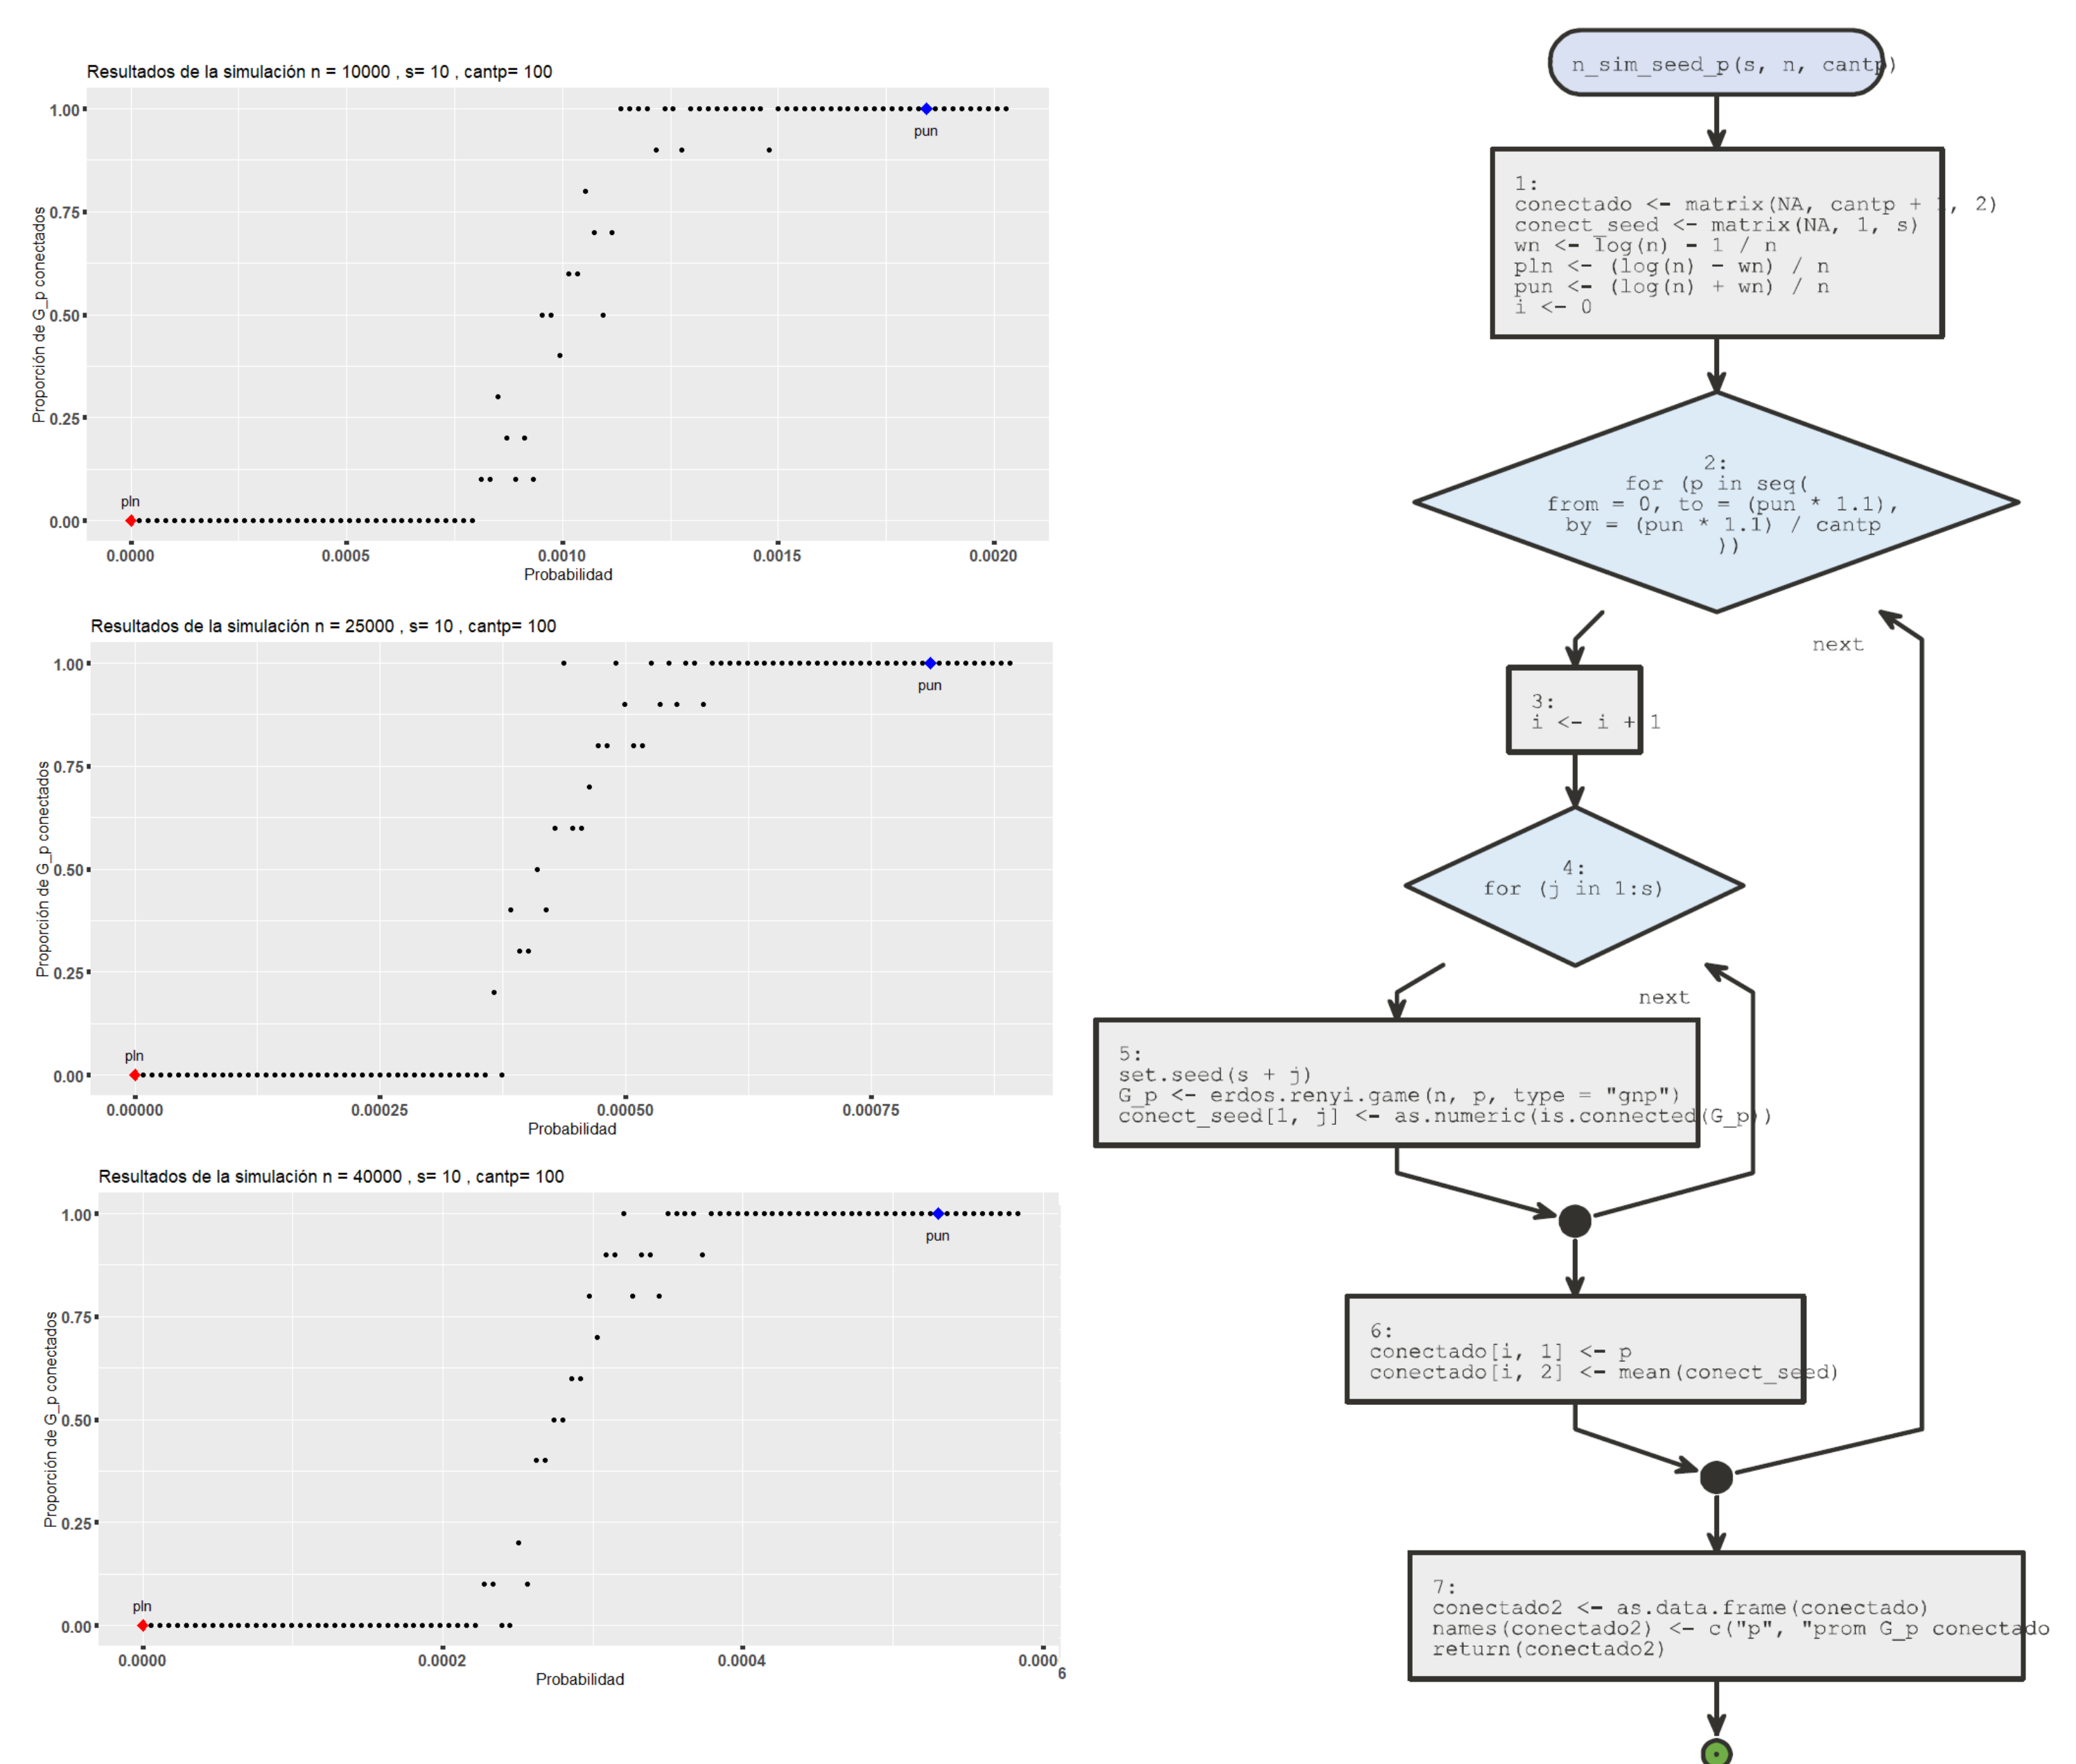 Resultados de la simulación n = 10000 , s= 10 , cantp= 100
Proporción de G_p conectados
1.00
0.75
0.50
0.25
0.00
pln
pun
0.0000 0.0005 0.0010 0.0015 0.0020
Probabilidad
Resultados de la simulación n = 25000 , s= 10 , cantp= 100
Proporción de G_p conectados
1.00
0.75
0.50
0.25
0.00
pln
pun
0.00000 0.00025 0.00050 0.00075
Probabilidad
Resultados de la simulación n = 40000 , s= 10 , cantp= 100
Proporción de G_p conectados
1.00
0.75
0.50
0.25
0.00
pln
pun
0.0000 0.0002 0.0004 0.0006
Probabilidad
n_sim_seed_p(s, n, cantp)
1:
conectado <- matrix(NA, cantp + 1, 2)
conect_seed <- matrix(NA, 1, s)
wn <- log(n) - 1 / n
pln <- (log(n) - wn) / n
pun <- (log(n) + wn) / n
i <- 0
2:
for (p in seq(
from = 0, to = (pun * 1.1),
by = (pun * 1.1) / cantp
))
next
3:
i <- i + 1
4:
for (j in 1:s)
next
5:
set.seed(s + j)
G_p <- erdos.renyi.game(n, p, type = "gnp")
conect_seed[1, j] <- as.numeric(is.connected(G_p))
6:
conectado[i, 1] <- p
conectado[i, 2] <- mean(conect_seed)
7:
conectado2 <- as.data.frame(conectado)
names(conectado2) <- c("p", "prom G_p conectado
return(conectado2)